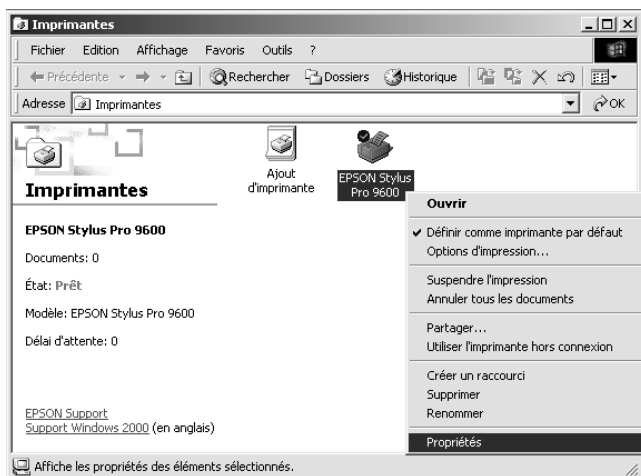 Imprimantes
Fichier Edition Affichage Favoris Outils ?
Précédente Rechercher Dossiers Historique
Adresse Imprimantes OK
Imprimantes
EPSON Stylus Pro 9600
Documents: 0
État: Prêt
Modèle: EPSON Stylus Pro 9600
Délai d'attente: 0
EPSON Support
Support Windows 2000 (en anglais)
Ajout
d'imprimante
EPSON Stylus
Pro 9600
Ouvrir
Définir comme imprimante par défaut
Options d'impression...
Suspendre l'impression
Annuler tous les documents
Partager...
Utiliser l'imprimante hors connexion
Créer un raccourci
Supprimer
Renommer
Propriétés
Affiche les propriétés des éléments sélectionnés.